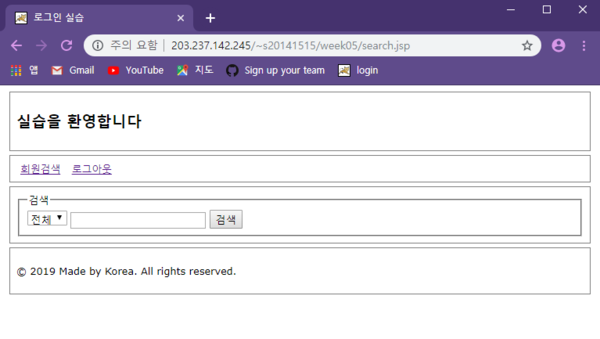 로그인 실습
주의 요함 203.237.142.245/~s20141515/week05/search.jsp
앱 Gmail YouTube 지도 Sign up your team login
실습을 환영합니다
회원검색 로그아웃
검색
전체 검색
© 2019 Made by Korea. All rights reserved.